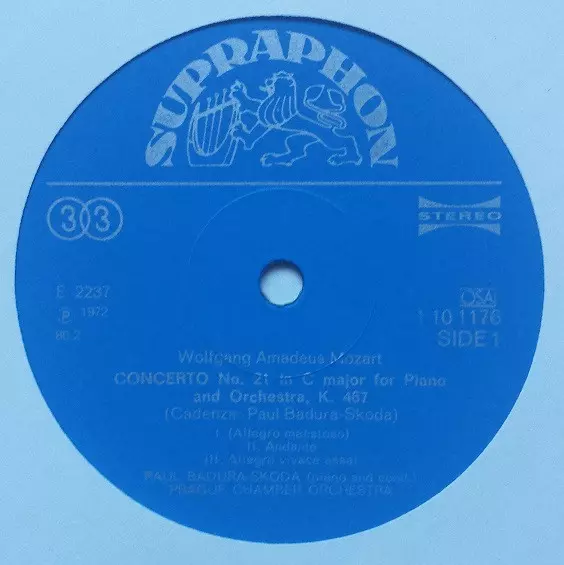 SUPRAPHON
33
STEREO
E 2237
℗ 1972
80.2
OSA
1 10 1176
SIDE 1
Wolfgang Amadeus Mozart
CONCERTO No. 21 in C major for Piano
and Orchestra, K. 467
(Cadenza: Paul Badura-Skoda)
I. (Allegro maestoso)
II. Andante
III. Allegro vivace assai
PAUL BADURA-SKODA (piano and cond.)
PRAGUE CHAMBER ORCHESTRA